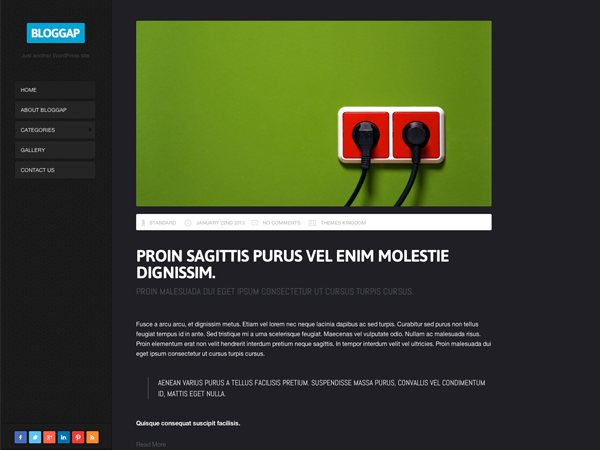 BLOGGAP
Just another WordPress site
HOME
ABOUT BLOGGAP
CATEGORIES
GALLERY
CONTACT US
STANDARD
JANUARY 23RD 2013
NO COMMENTS
THEMES KINGDOM
PROIN SAGITTIS PURUS VEL ENIM MOLESTIE
DIGNISSIM.
PROIN MALESUADA DUI EGET IPSUM CONSECTETUR UT CURSUS TURPIS CURSUS.
Fusce a arcu arcu, et dignissim metus. Etiam vel lorem nec neque lacinia dapibus ac sed turpis. Curabitur sed purus non tellus
feugiat tempus id in ante. Sed tristique mi a urna scelerisque feugiat. Maecenas vel vulputate odio. Nullam ac malesuada risus.
Proin elementum erat non velit hendrerit interdum pretium neque sagittis. In tempor interdum velit vel ultricies. Proin malesuada dui
eget ipsum consectetur ut cursus turpis cursus.
AENEAN VARIUS PURUS A TELLUS FACILISIS PRETIUM. SUSPENDISSE MASSA PURUS, CONVALLIS VEL CONDIMENTUM
ID, MATTIS EGET NULLA.
Quisque consequat suscipit facilisis.
Read More